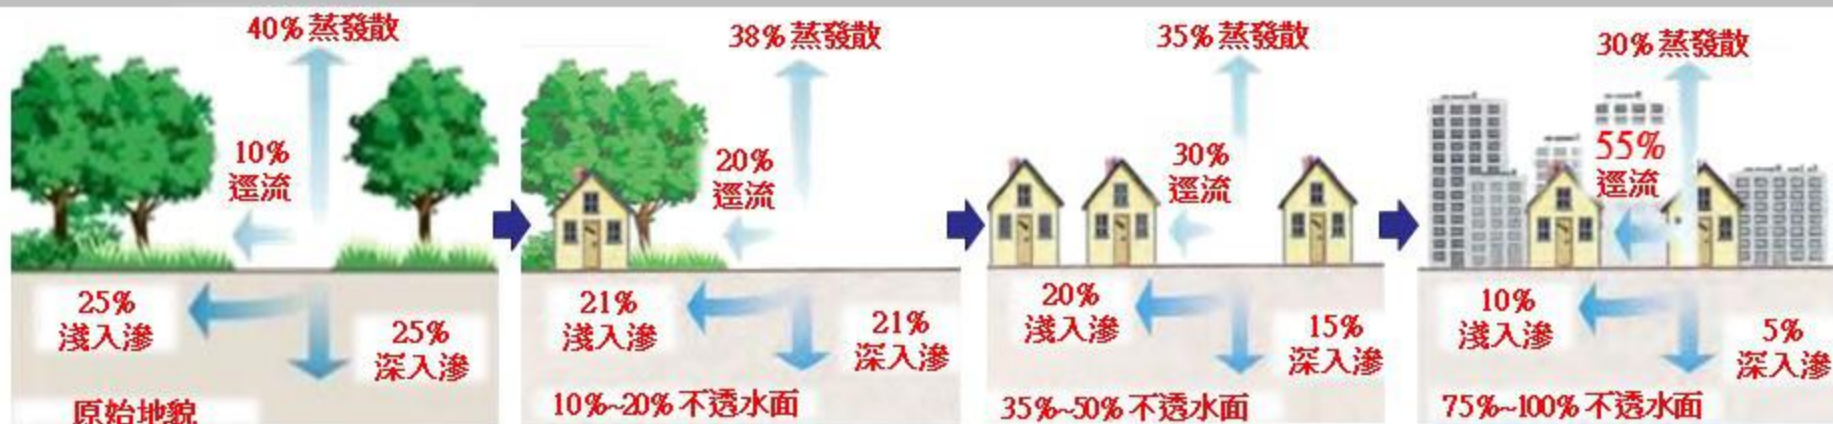 40%蒸發散
10%
逕流
25%
淺入滲
25%
深入滲
原始地貌
38%蒸發散
20%
逕流
21%
淺入滲
21%
深入滲
10%~20%不透水面
35%蒸發散
30%
逕流
20%
淺入滲
15%
深入滲
35%~50%不透水面
30%蒸發散
55%
逕流
10%
淺入滲
5%
深入滲
75%~100%不透水面